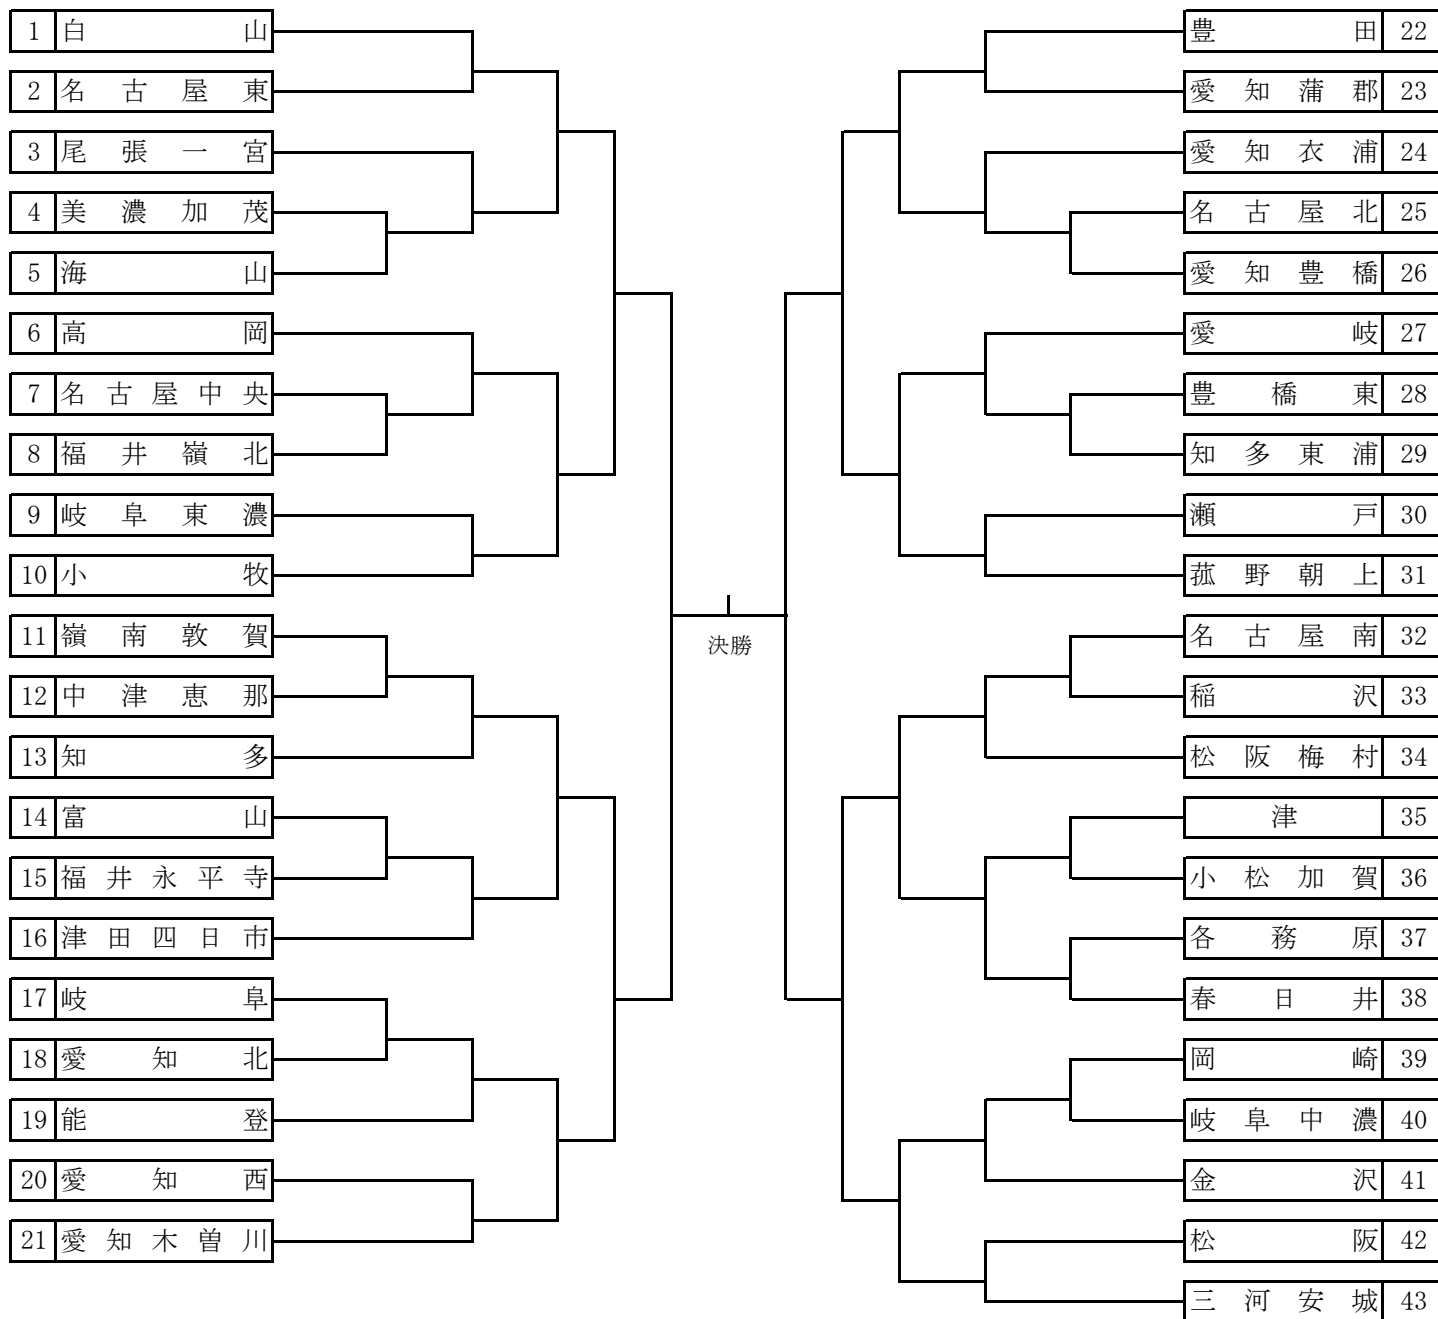 1 白山
2 名古屋東
3 尾張一宮
4 美濃加茂
5 海山
6 高岡
7 名古屋中央
8 福井嶺北
9 岐阜東濃
10 小牧
11 嶺南敦賀
12 中津恵那
13 知多
14 富山
15 福井永平寺
16 津田四日市
17 岐阜
18 愛知北
19 能登
20 愛知西
21 愛知木曽川
決勝
豊田 22
愛知蒲郡 23
愛知衣浦 24
名古屋北 25
愛知豊橋 26
愛岐 27
豊橋東 28
知多東浦 29
瀬戸 30
菰野朝上 31
名古屋南 32
稲沢 33
松阪梅村 34
津 35
小松加賀 36
各務原 37
春日井 38
岡崎 39
岐阜中濃 40
金沢 41
松阪 42
三河安城 43